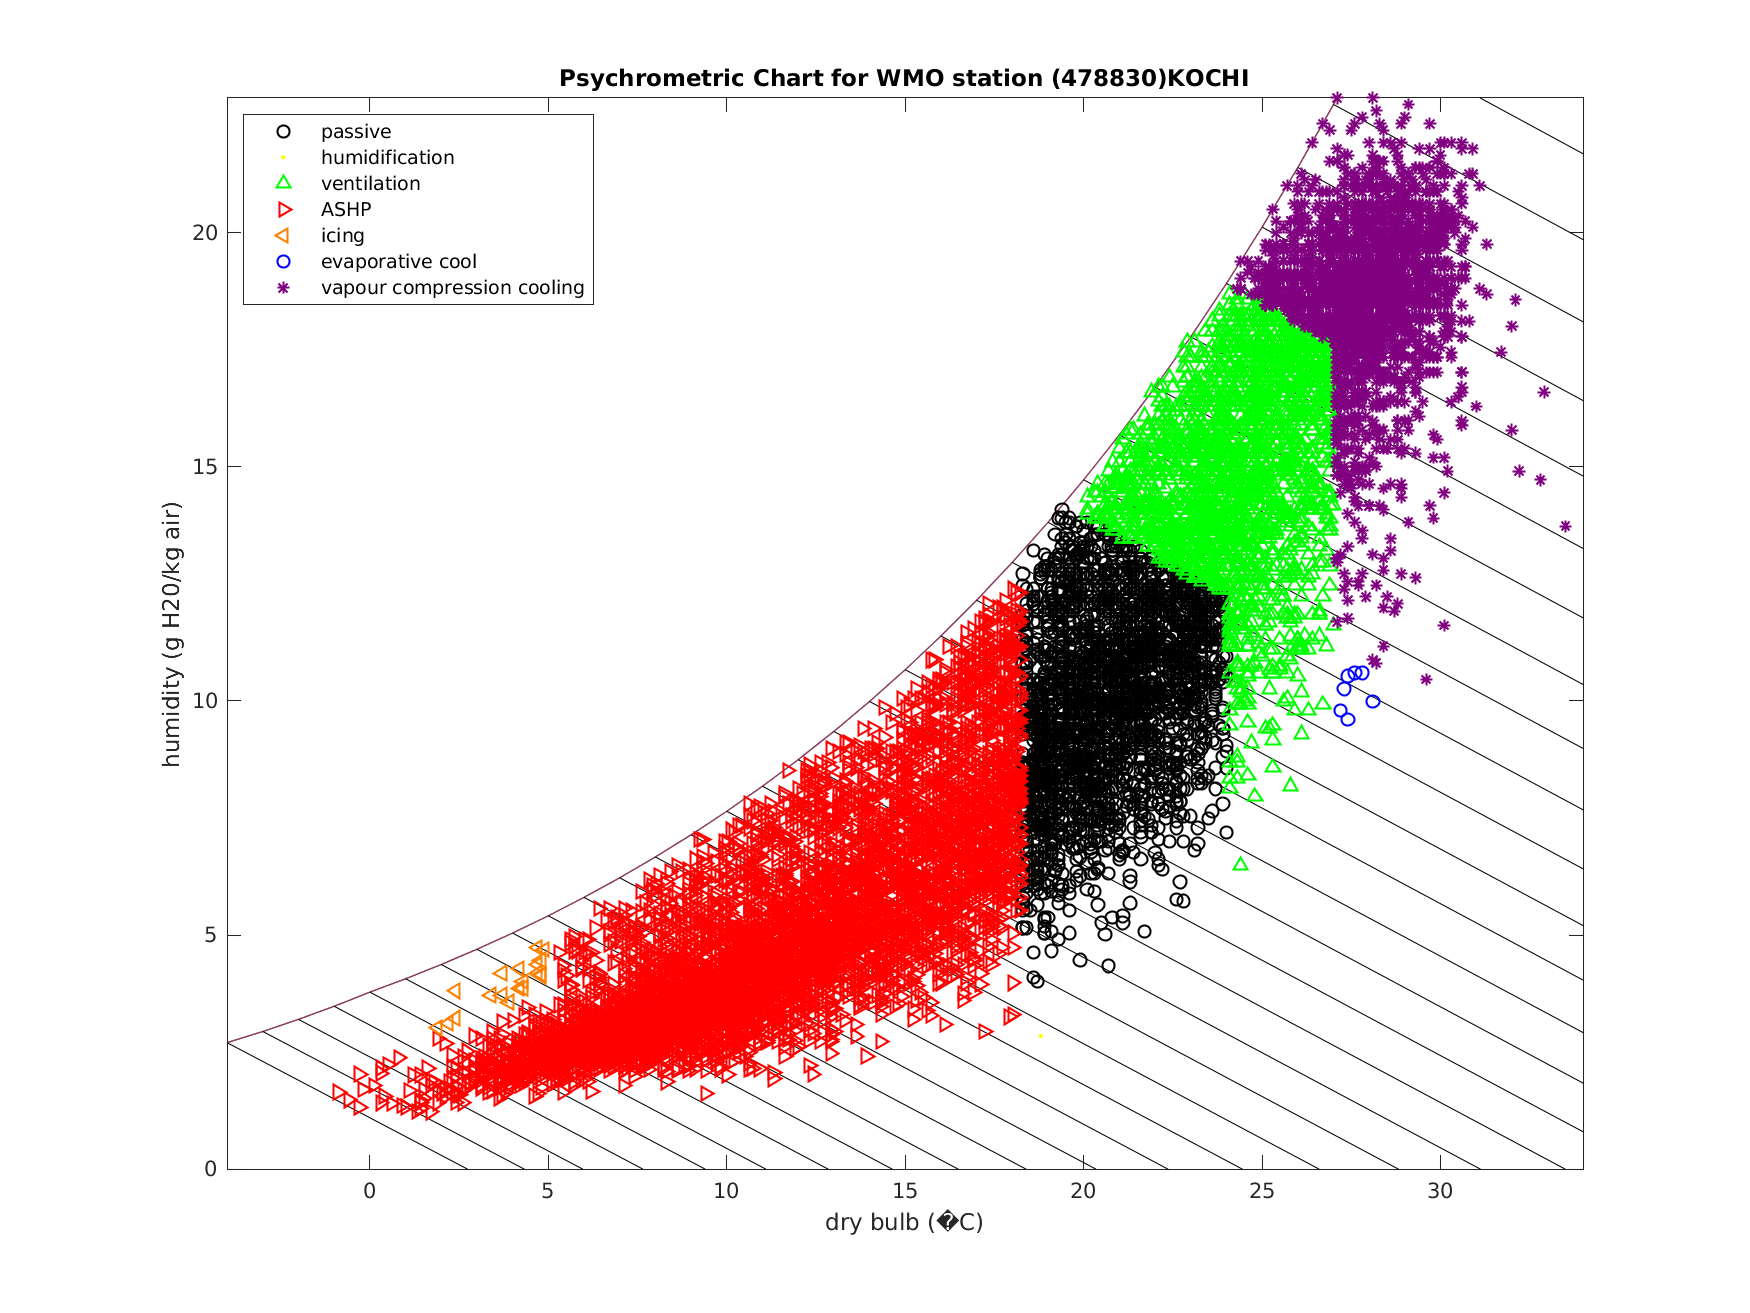 Psychrometric Chart for WMO station (478830)KOCHI
passive
humidification
ventilation
ASHP
icing
evaporative cool
vapour compression cooling
humidity (g H20/kg air)
20
15
10
5
0
0 5 10 15 20 25 30
dry bulb (�C)